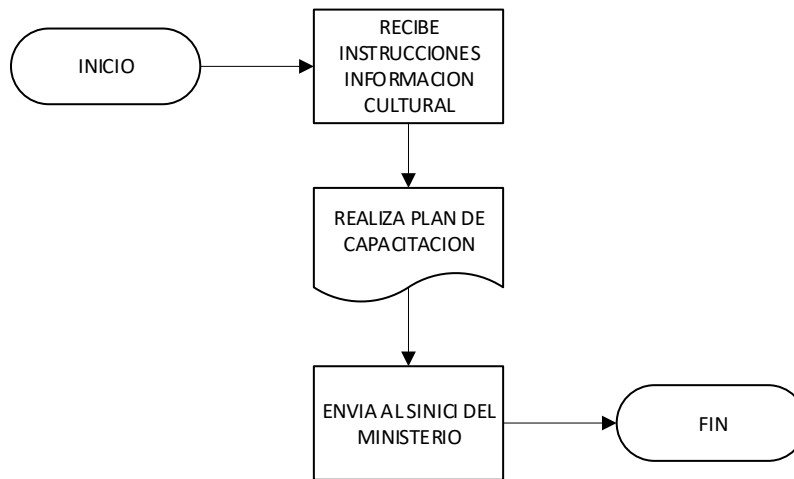 INICIO
RECIBE
INSTRUCCIONES
INFORMACION
CULTURAL
REALIZA PLAN DE
CAPACITACION
ENVIA AL SINICI DEL
MINISTERIO
FIN